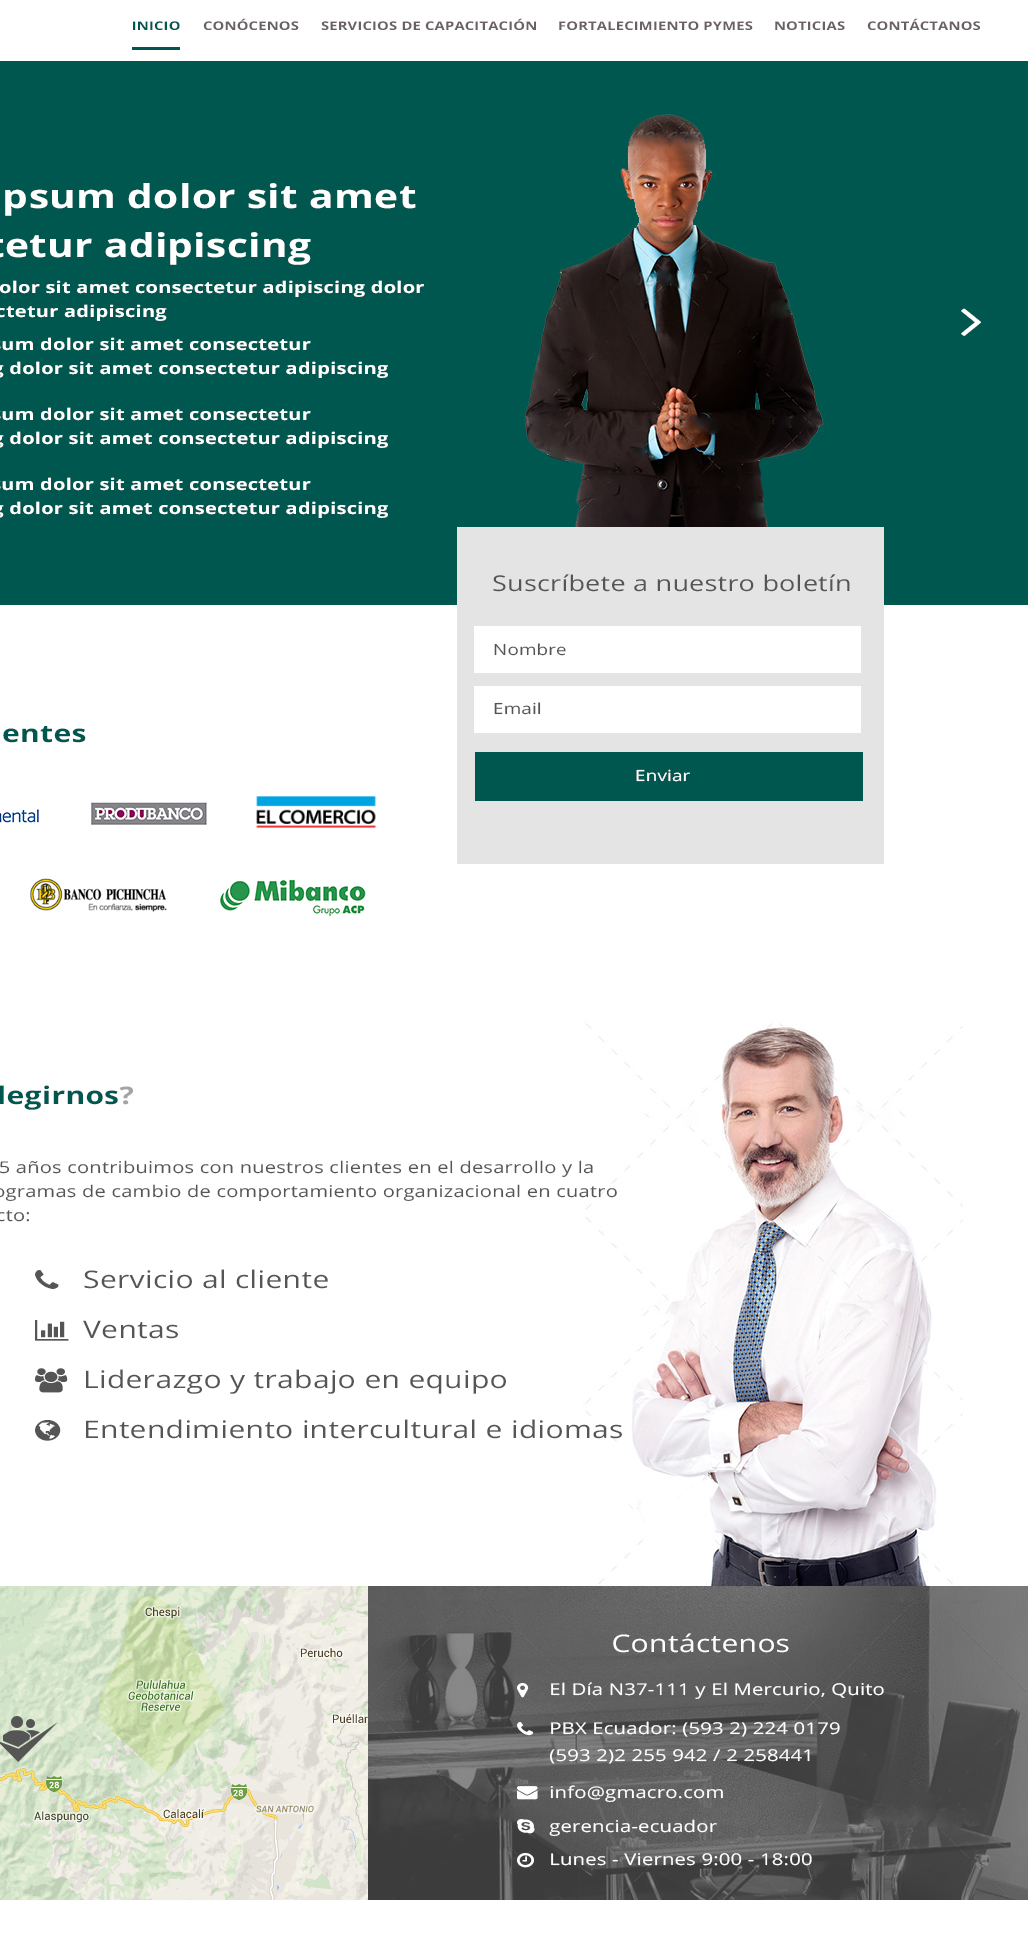 INICIO CONÓCENOS SERVICIOS DE CAPACITACIÓN FORTALECIMIENTO PYMES NOTICIAS CONTÁCTANOS
psum dolor sit amet
tetur adipiscing
olor sit amet consectetur adipiscing dolor
ctetur adipiscing
sum dolor sit amet consectetur
g dolor sit amet consectetur adipiscing
sum dolor sit amet consectetur
g dolor sit amet consectetur adipiscing
sum dolor sit amet consectetur
g dolor sit amet consectetur adipiscing
Suscríbete a nuestro boletín
Nombre
Email
Enviar
entes
nental
PRODUBANCO
EL COMERCIO
BANCO PICHINCHA
En confianza, siempre.
Mibanco
Grupo ACP
legirnos?
5 años contribuimos con nuestros clientes en el desarrollo y la
ogramas de cambio de comportamiento organizacional en cuatro
cto:
Servicio al cliente
Ventas
Liderazgo y trabajo en equipo
Entendimiento intercultural e idiomas
Chespi
Perucho
Pululahua
Geobotanical
Reserve
Puéllar
28
28
Alaspungo
Calacalí
SAN ANTONIO
Contáctenos
El Día N37-111 y El Mercurio, Quito
PBX Ecuador: (593 2) 224 0179
(593 2)2 255 942 / 2 258441
info@gmacro.com
gerencia-ecuador
Lunes - Viernes 9:00 - 18:00